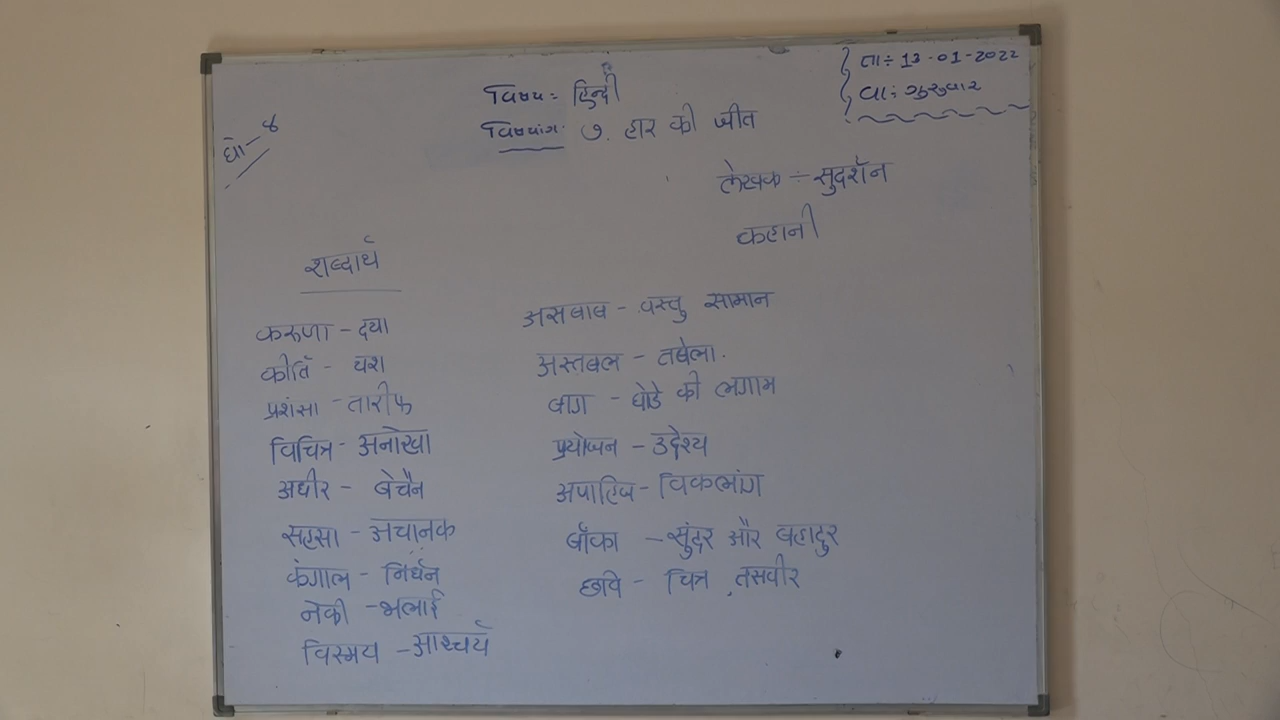 ता÷ 13-01-2022
वा÷ गुरुवार
विषय÷ हिन्दी
विषयांग÷ ७. हार की जीत
लेखक ÷ सुदर्शन
कहानी
शब्दार्थ
करुणा - दया
कीर्ति - यश
प्रशंसा - तारीफ
विचित्र - अनोखा
अधीर - बेचैन
सहसा - अचानक
कंगाल - निर्धन
नेकी - भलाई
विस्मय - आश्चर्य
असबाब - वस्तु सामान
अस्तबल - तबेला.
बाग - घोडे की लगाम
प्रयोजन - उद्देश्य
अपाहिज - विकलांग
बाँका - सुंदर और बहादुर
छवि - चित्र, तसवीर